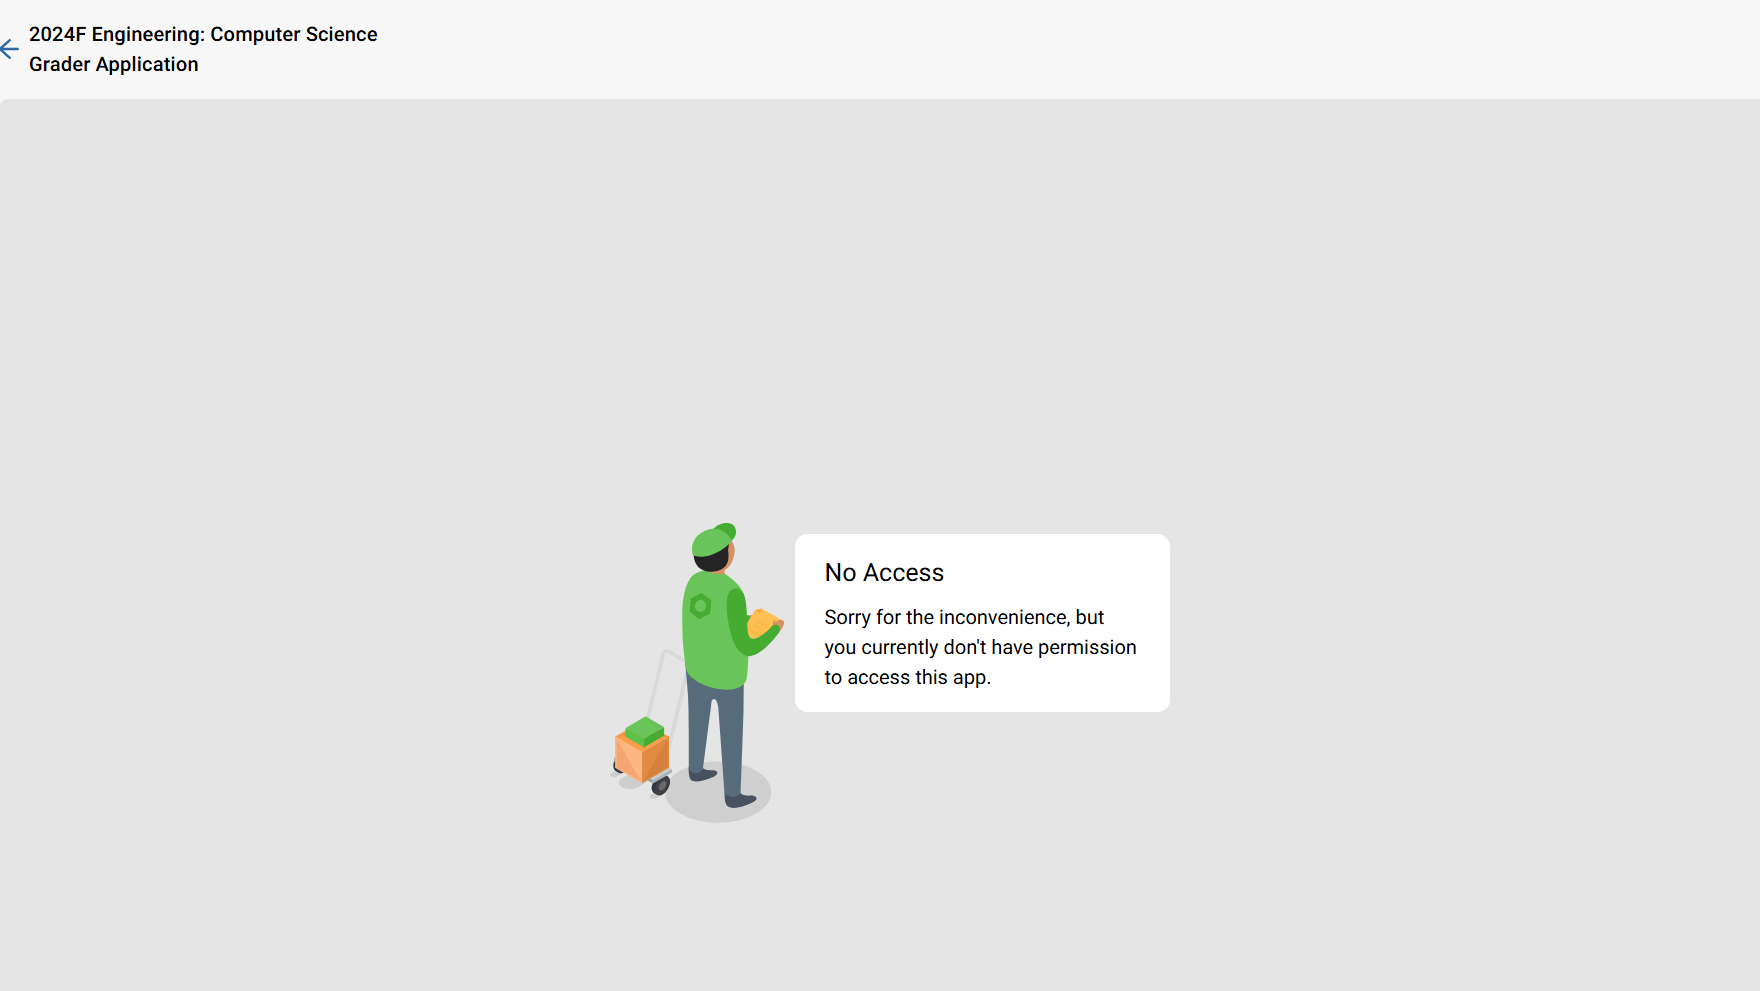 2024F Engineering: Computer Science
Grader Application
No Access
Sorry for the inconvenience, but
you currently don't have permission
to access this app.